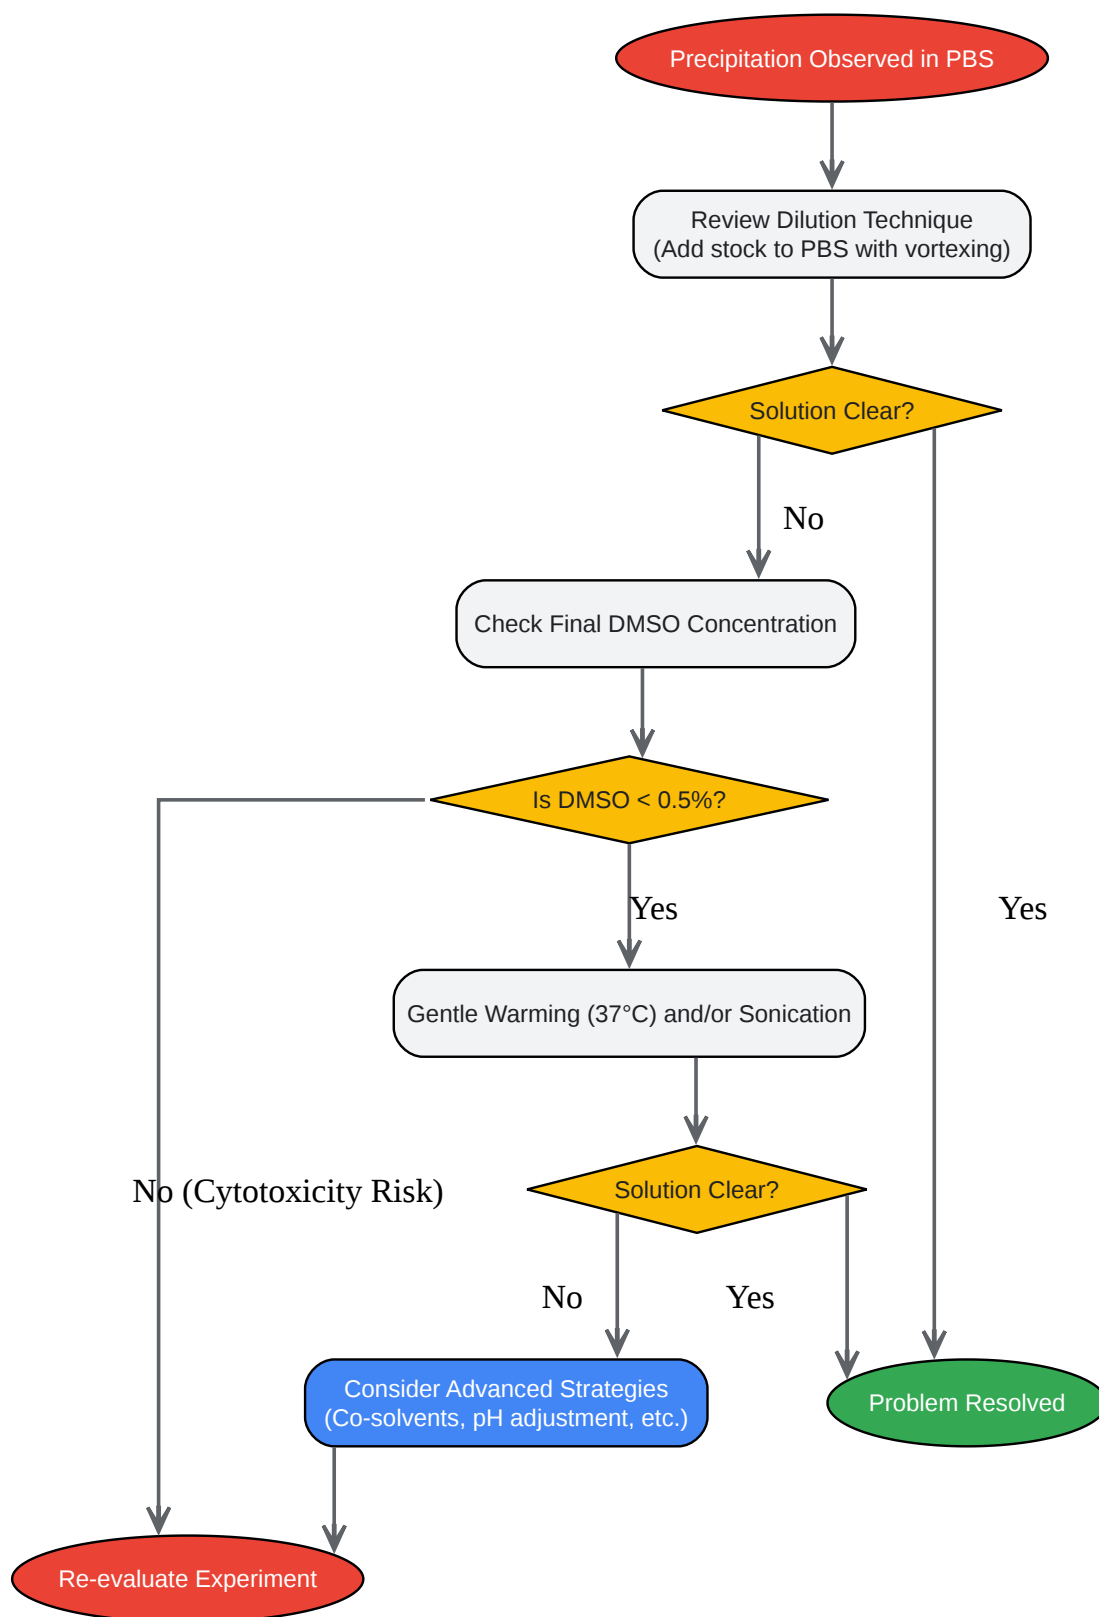 Precipitation Observed in PBS
Review Dilution Technique
(Add stock to PBS with vortexing)
Solution Clear?
No
Check Final DMSO Concentration
Is DMSO < 0.5%?
Yes
Yes
Gentle Warming (37°C) and/or Sonication
No (Cytotoxicity Risk)
Solution Clear?
No
Yes
Consider Advanced Strategies
(Co-solvents, pH adjustment, etc.)
Problem Resolved
Re-evaluate Experiment